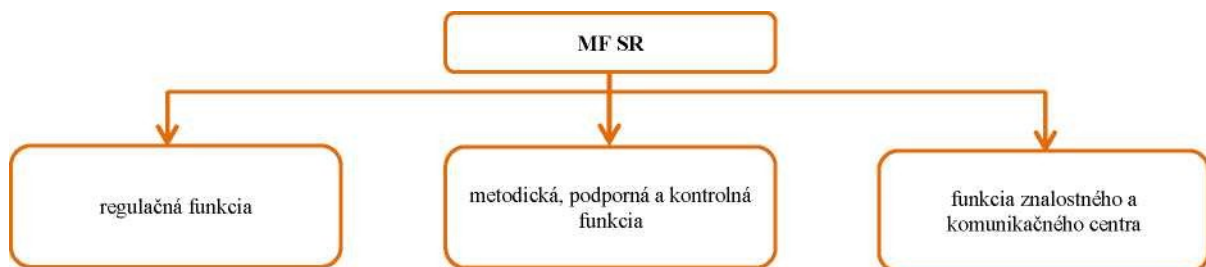 MF SR
regulačná funkcia
metodická, podporná a kontrolná
funkcia
funkcia znalostného a
komunikačného centra